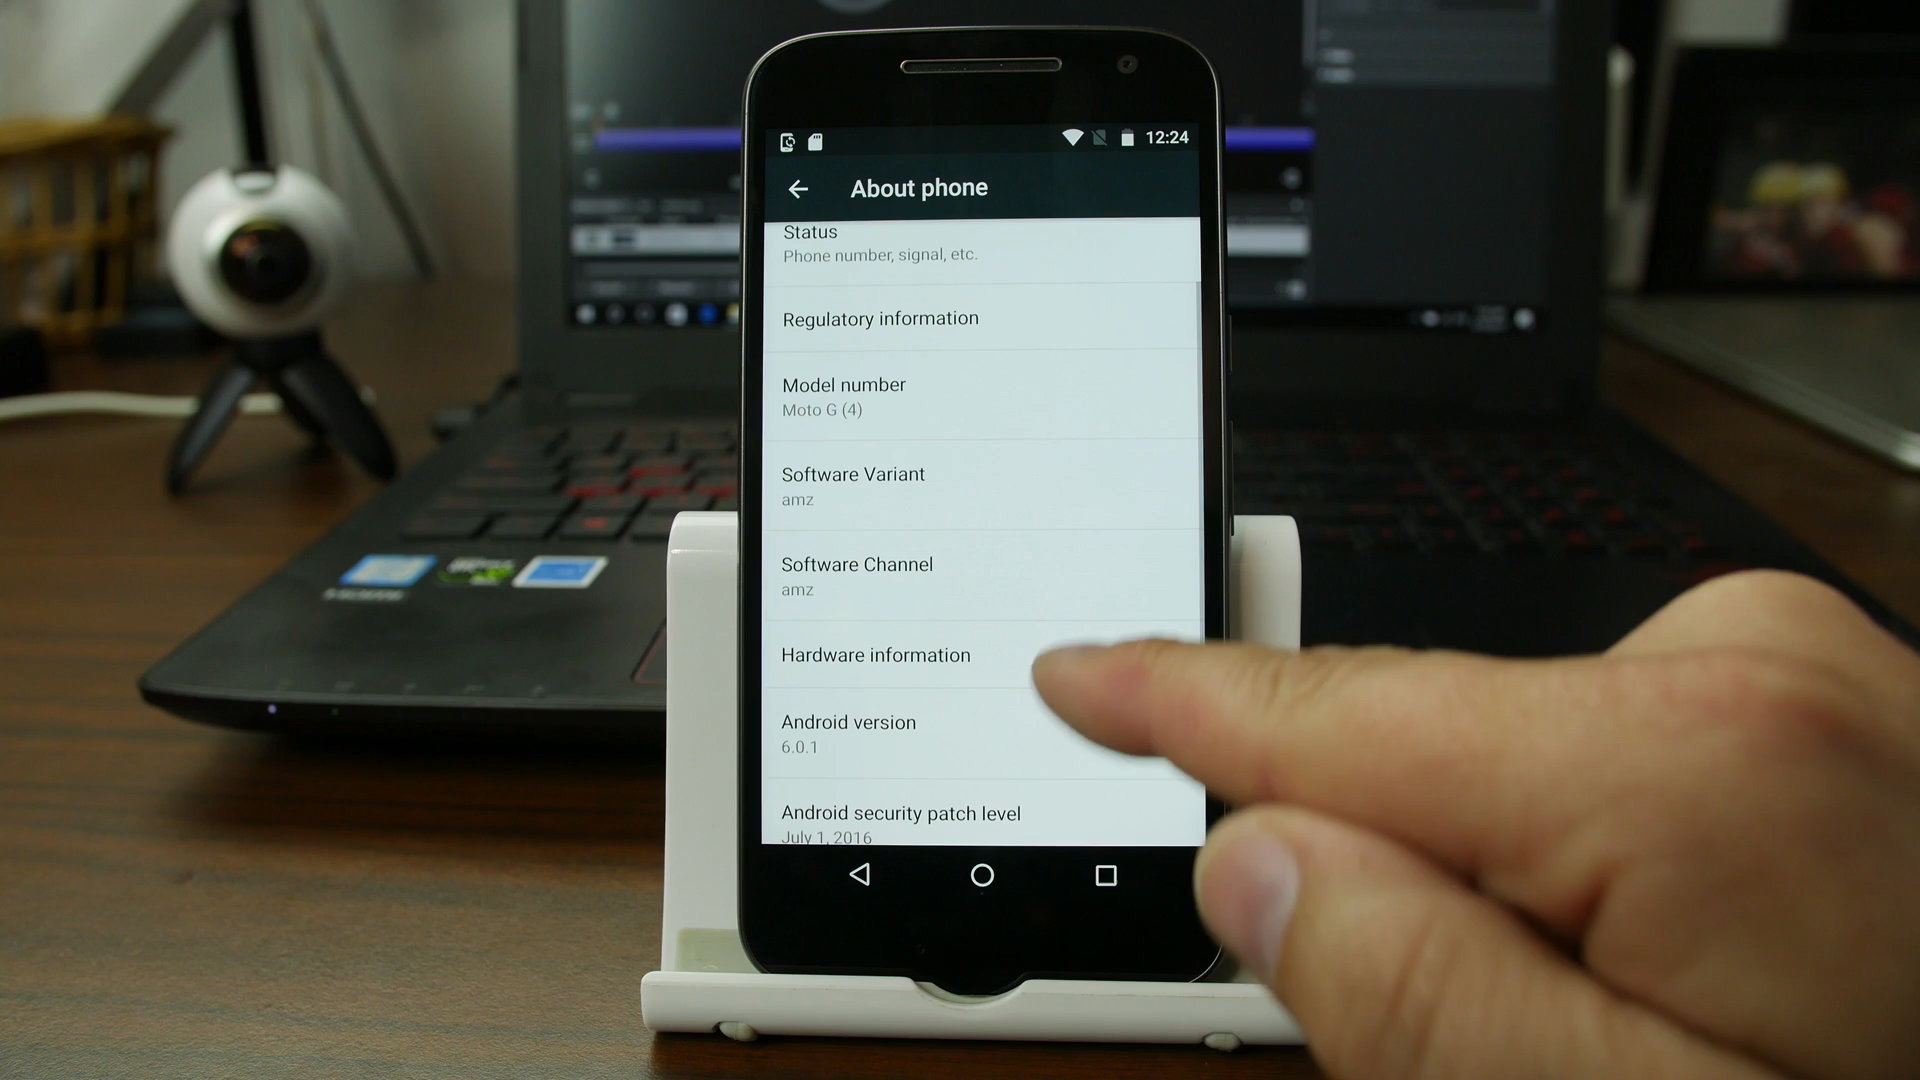 12:24
About phone
Status
Phone number, signal, etc.
Regulatory information
Model number
Moto G (4)
Software Variant
amz
Software Channel
amz
Hardware information
Android version
6.0.1
Android security patch level
July 1, 2016